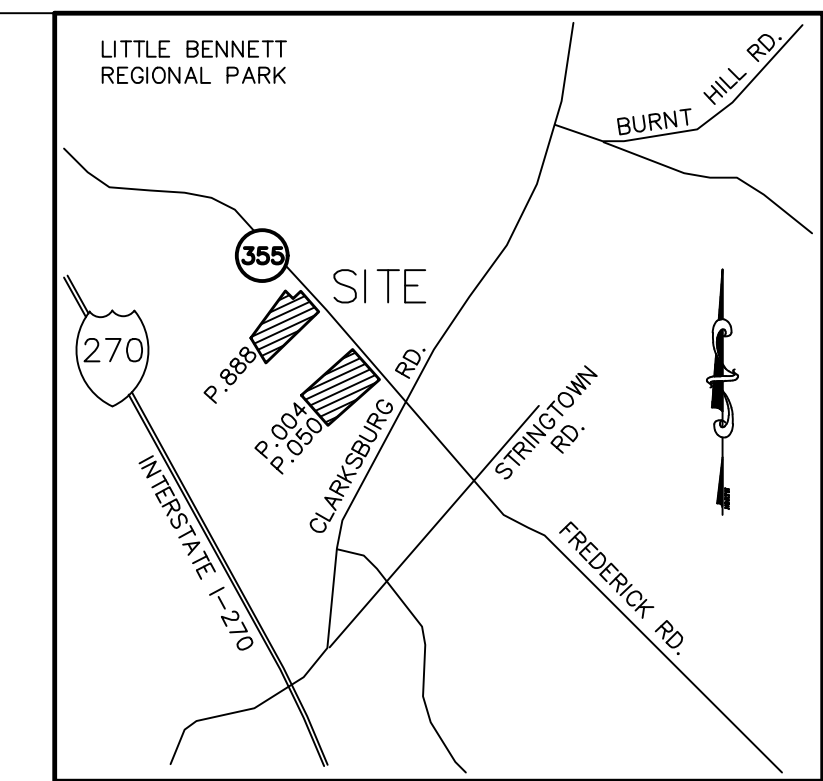 LITTLE BENNETT
REGIONAL PARK
BURNT HILL RD.
355
SITE
270
P.888
P.004
P.050
CLARKSBURG RD.
STRINGTOWN
RD.
INTERSTATE I-270
FREDERICK RD.